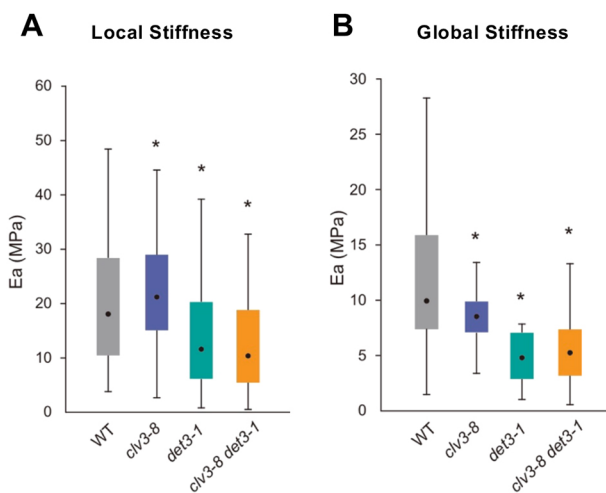 A Local Stiffness
60
50
40
30
20
10
0
Ea (MPa)
*
*
*
WT
clv3-8
det3-1
clv3-8 det3-1
B Global Stiffness
30
25
20
15
10
5
0
Ea (MPa)
*
*
*
WT
clv3-8
det3-1
clv3-8 det3-1